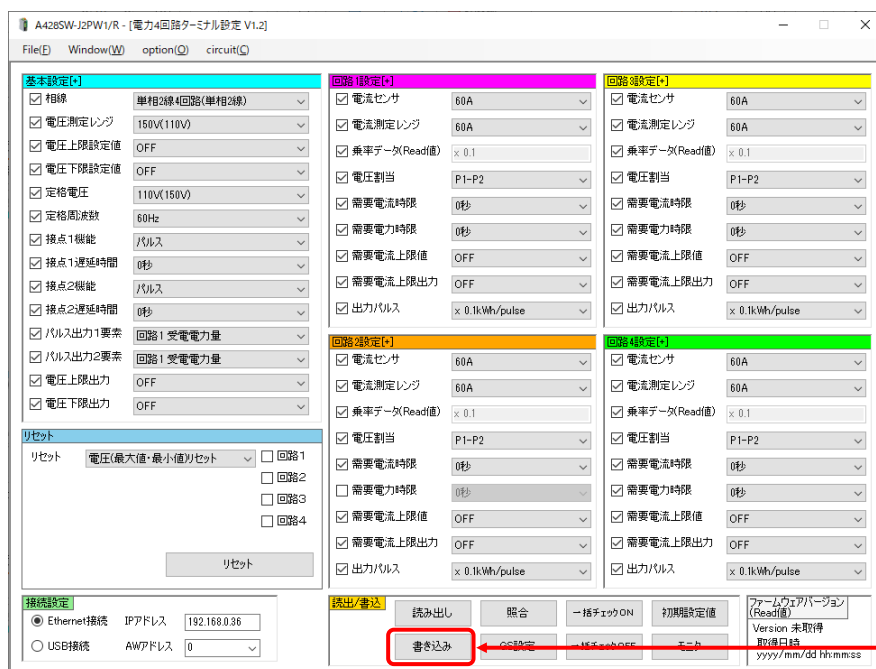 A428SW-J2PW1/R - [電力4回路ターミナル設定 V1.2]
File(F) Window(W) option(O) circuit(C)
基本設定[+]
相線 単相2線4回路(単相2線)
電圧測定レンジ 150V(110V)
電圧上限設定値 OFF
電圧下限設定値 OFF
定格電圧 110V(150V)
定格周波数 60Hz
接点1機能 パルス
接点1遅延時間 0秒
接点2機能 パルス
接点2遅延時間 0秒
パルス出力1要素 回路1 受電電力量
パルス出力2要素 回路1 受電電力量
電圧上限出力 OFF
電圧下限出力 OFF
リセット
リセット 電圧(最大値・最小値)リセット 回路1
回路2
回路3
回路4
リセット
接続設定
Ethernet接続 IPアドレス 192.168.0.36
USB接続 AWアドレス 0
回路1設定[+]
電流センサ 60A
電流測定レンジ 60A
乗率データ(Read値) × 0.1
電圧割当 P1-P2
需要電流時限 0秒
需要電力時限 0秒
需要電流上限値 OFF
需要電流上限出力 OFF
出力パルス × 0.1kWh/pulse
回路2設定[+]
電流センサ 60A
電流測定レンジ 60A
乗率データ(Read値) × 0.1
電圧割当 P1-P2
需要電流時限 0秒
需要電力時限 0秒
需要電流上限値 OFF
需要電流上限出力 OFF
出力パルス × 0.1kWh/pulse
回路3設定[+]
電流センサ 60A
電流測定レンジ 60A
乗率データ(Read値) × 0.1
電圧割当 P1-P2
需要電流時限 0秒
需要電力時限 0秒
需要電流上限値 OFF
需要電流上限出力 OFF
出力パルス × 0.1kWh/pulse
回路4設定[+]
電流センサ 60A
電流測定レンジ 60A
乗率データ(Read値) × 0.1
電圧割当 P1-P2
需要電流時限 0秒
需要電力時限 0秒
需要電流上限値 OFF
需要電流上限出力 OFF
出力パルス × 0.1kWh/pulse
読出/書込
読み出し 照合 一括チェックON 初期設定値
書き込み GS設定 一括チェックOFF モニタ
ファームウェアバージョン
(Read値)
Version 未取得
取得日時
yyyy/mm/dd hh:mm:ss